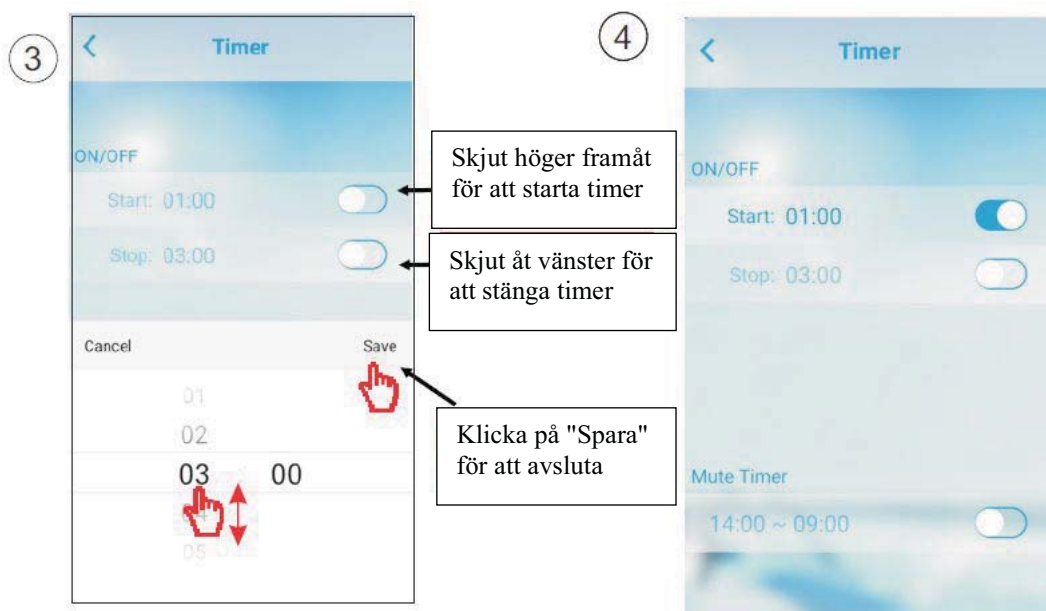 3
Timer
ON/OFF
Start: 01:00
Stop: 03:00
Cancel
Save
01
02
03 00
04
05
Skjut höger framåt
för att starta timer
Skjut åt vänster för
att stänga timer
Klicka på "Spara"
för att avsluta
4
Timer
ON/OFF
Start: 01:00
Stop: 03:00
Mute Timer
14:00 ~ 09:00